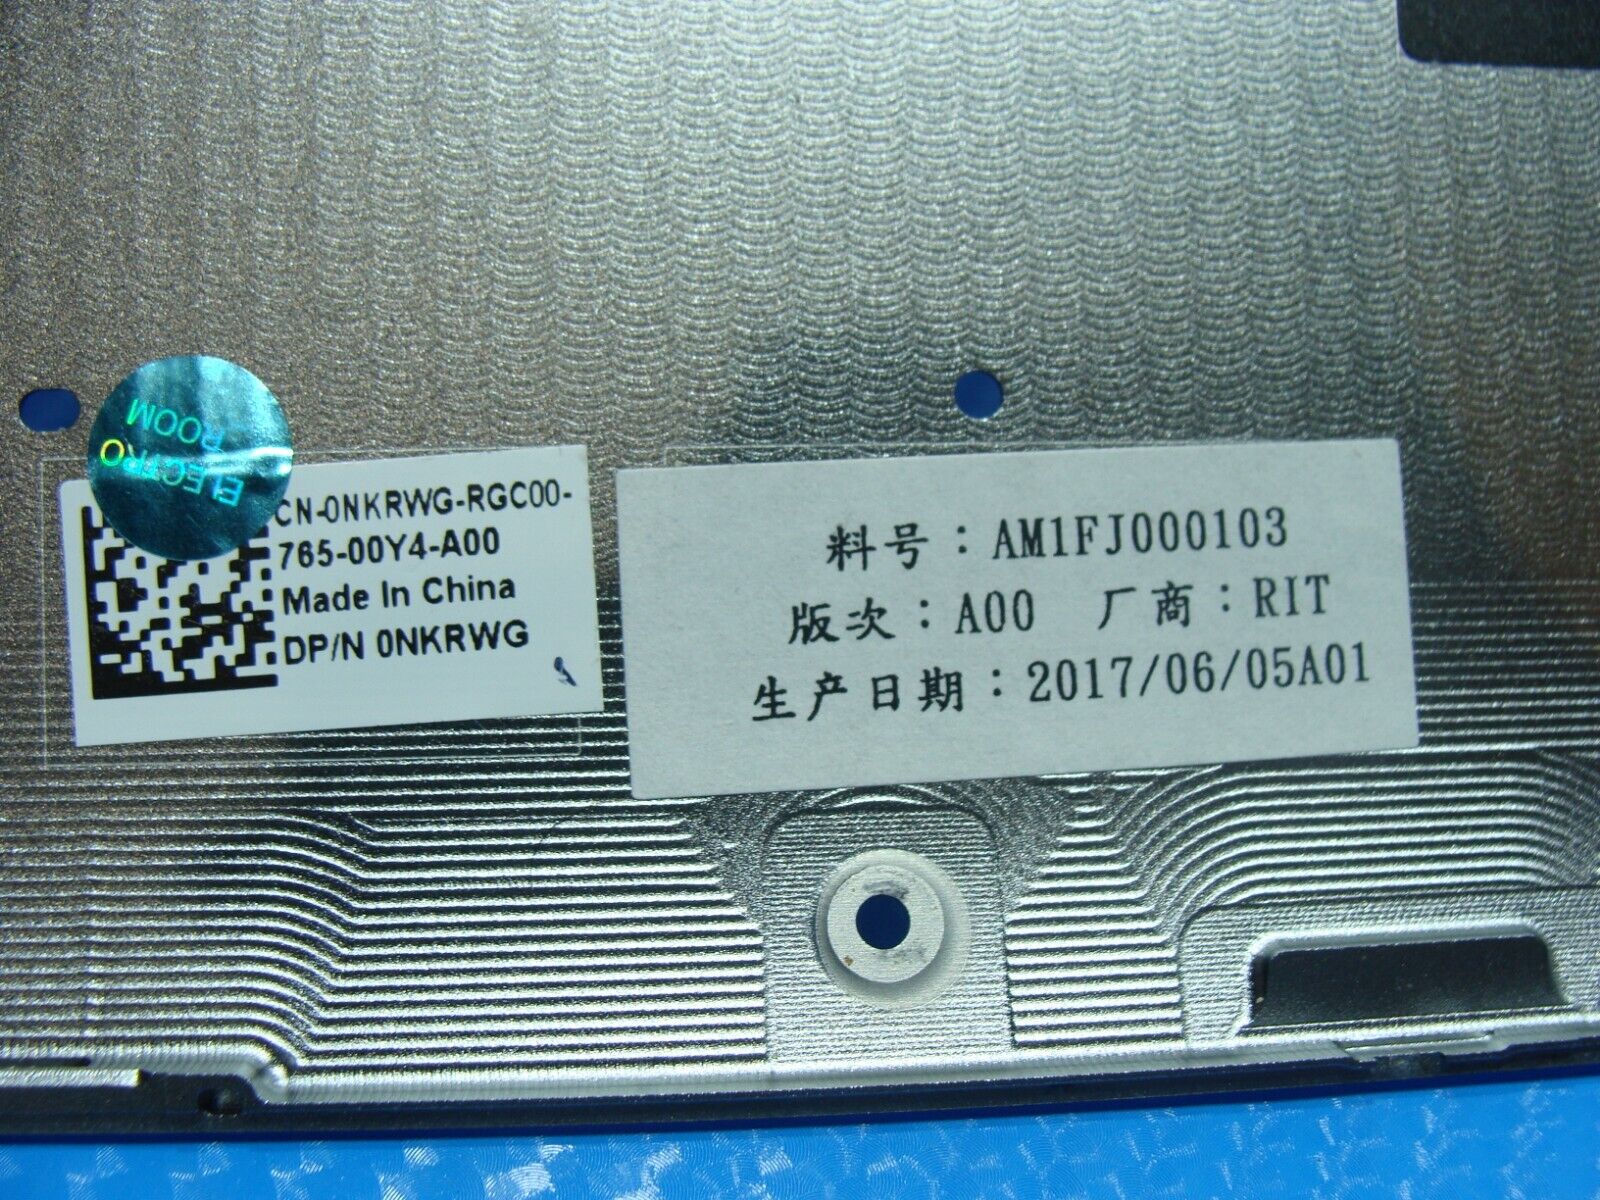 ELECTRO
ROOM
CN-0NKRWG-RGC00-
765-00Y4-A00
Made In China
DP/N 0NKRWG
料号：AM1FJ000103
版次：A00 厂商：RIT
生产日期：2017/06/05A01